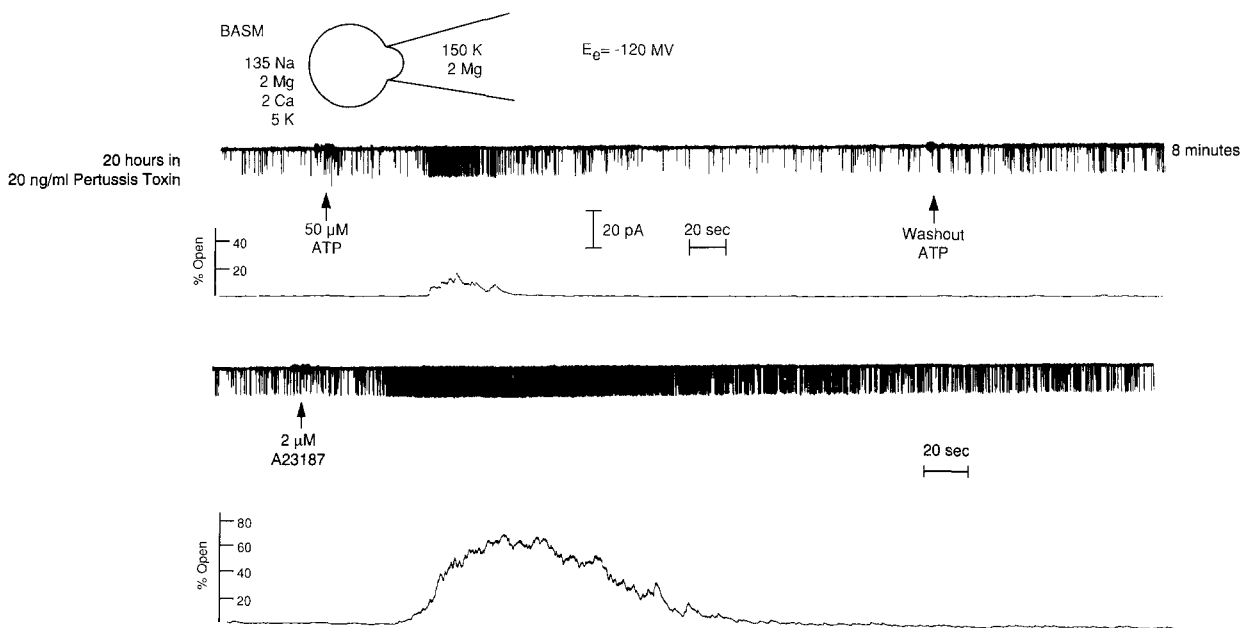 BASM
135 Na
2 Mg
2 Ca
5 K
150 K
2 Mg
Ee= -120 MV
20 hours in
20 ng/ml Pertussis Toxin
8 minutes
50 µM
ATP
20 pA
20 sec
Washout
ATP
% Open
40
20
2 µM
A23187
20 sec
% Open
80
60
40
20